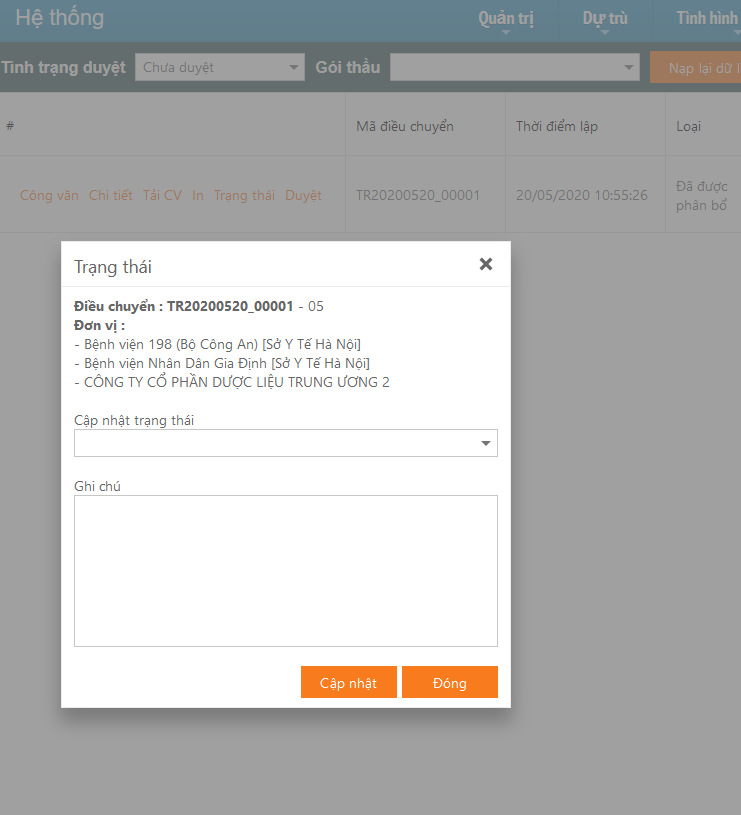 Hệ thống
Quản trị
Dự trù
Tình hình
Tình trạng duyệt
Chưa duyệt
Gói thầu
Nạp lại dữ l
#
Mã điều chuyển
Thời điểm lập
Loại
Công văn Chi tiết Tải CV In Trạng thái Duyệt
TR20200520_00001
20/05/2020 10:55:26
Đã được
phân bổ
Trạng thái
Điều chuyển : TR20200520_00001 - 05
Đơn vị :
- Bệnh viện 198 (Bộ Công An) [Sở Y Tế Hà Nội]
- Bệnh viện Nhân Dân Gia Định [Sở Y Tế Hà Nội]
- CÔNG TY CỔ PHẦN DƯỢC LIỆU TRUNG ƯƠNG 2
Cập nhật trạng thái
Ghi chú
Cập nhật
Đóng